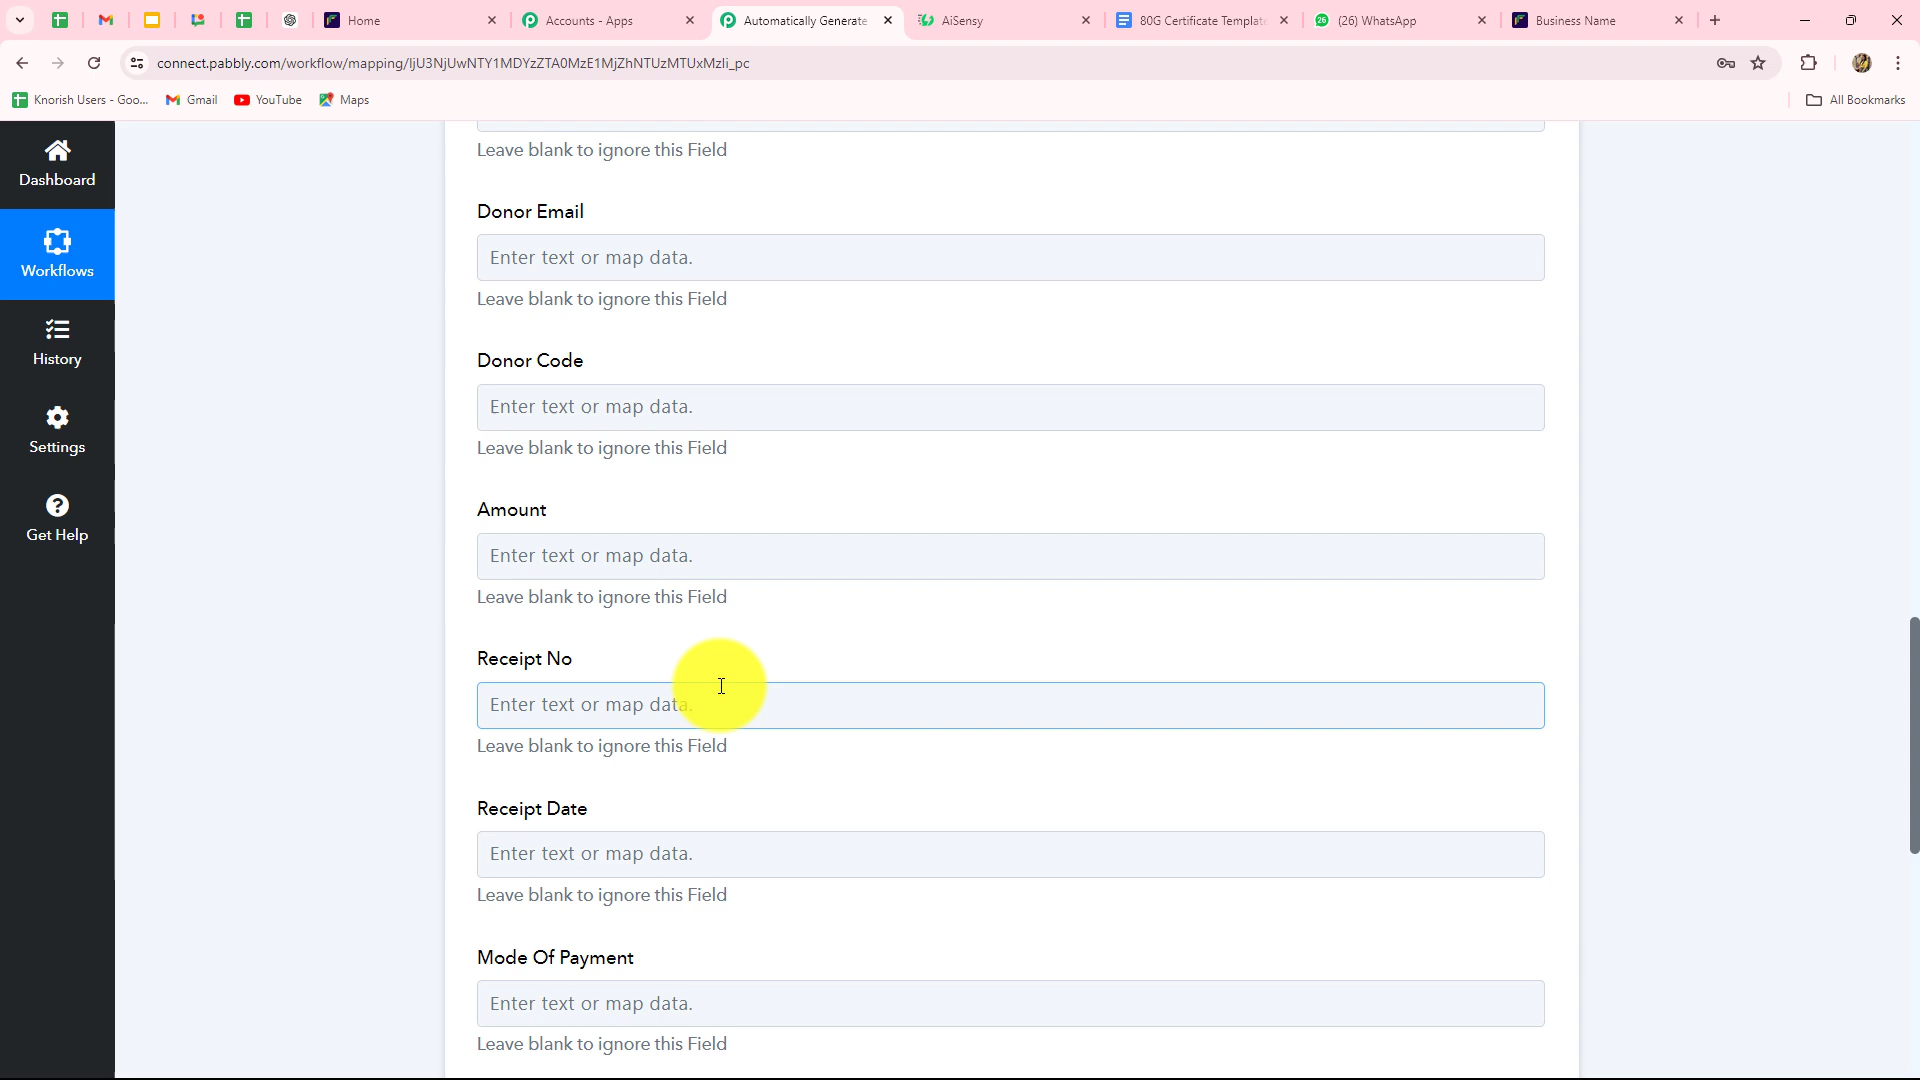 Home
Accounts - Apps
Automatically Generate
AiSensy
80G Certificate Templat
26
(26) WhatsApp
Business Name
connect.pabbly.com/workflow/mapping/IjU3NjUwNTY1MDYzZTA0MzE1MjZhNTUzMTUxMzIi_pc
Knorish Users - Goo...
Gmail
YouTube
Maps
All Bookmarks
Dashboard
Workflows
History
Settings
Get Help
Leave blank to ignore this Field
Donor Email
Enter text or map data.
Leave blank to ignore this Field
Donor Code
Enter text or map data.
Leave blank to ignore this Field
Amount
Enter text or map data.
Leave blank to ignore this Field
Receipt No
Enter text or map data.
Leave blank to ignore this Field
Receipt Date
Enter text or map data.
Leave blank to ignore this Field
Mode Of Payment
Enter text or map data.
Leave blank to ignore this Field